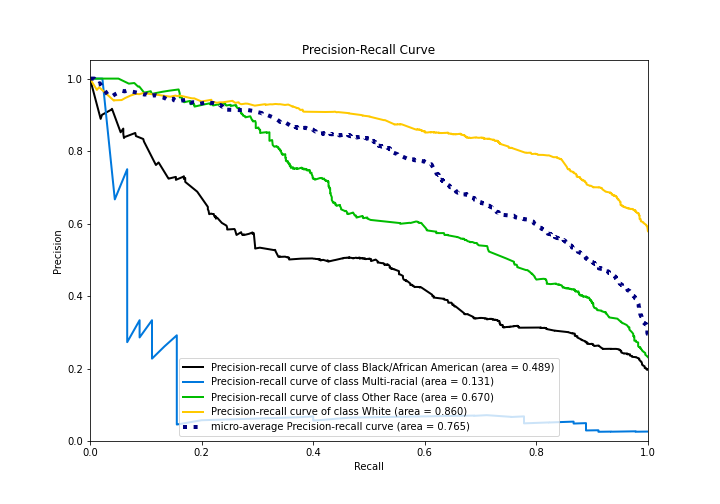 Precision-Recall Curve
1.0
0.8
0.6
0.4
0.2
0.0
Precision
Precision-recall curve of class Black/African American (area = 0.489)
Precision-recall curve of class Multi-racial (area = 0.131)
Precision-recall curve of class Other Race (area = 0.670)
Precision-recall curve of class White (area = 0.860)
micro-average Precision-recall curve (area = 0.765)
0.0 0.2 0.4 0.6 0.8 1.0
Recall